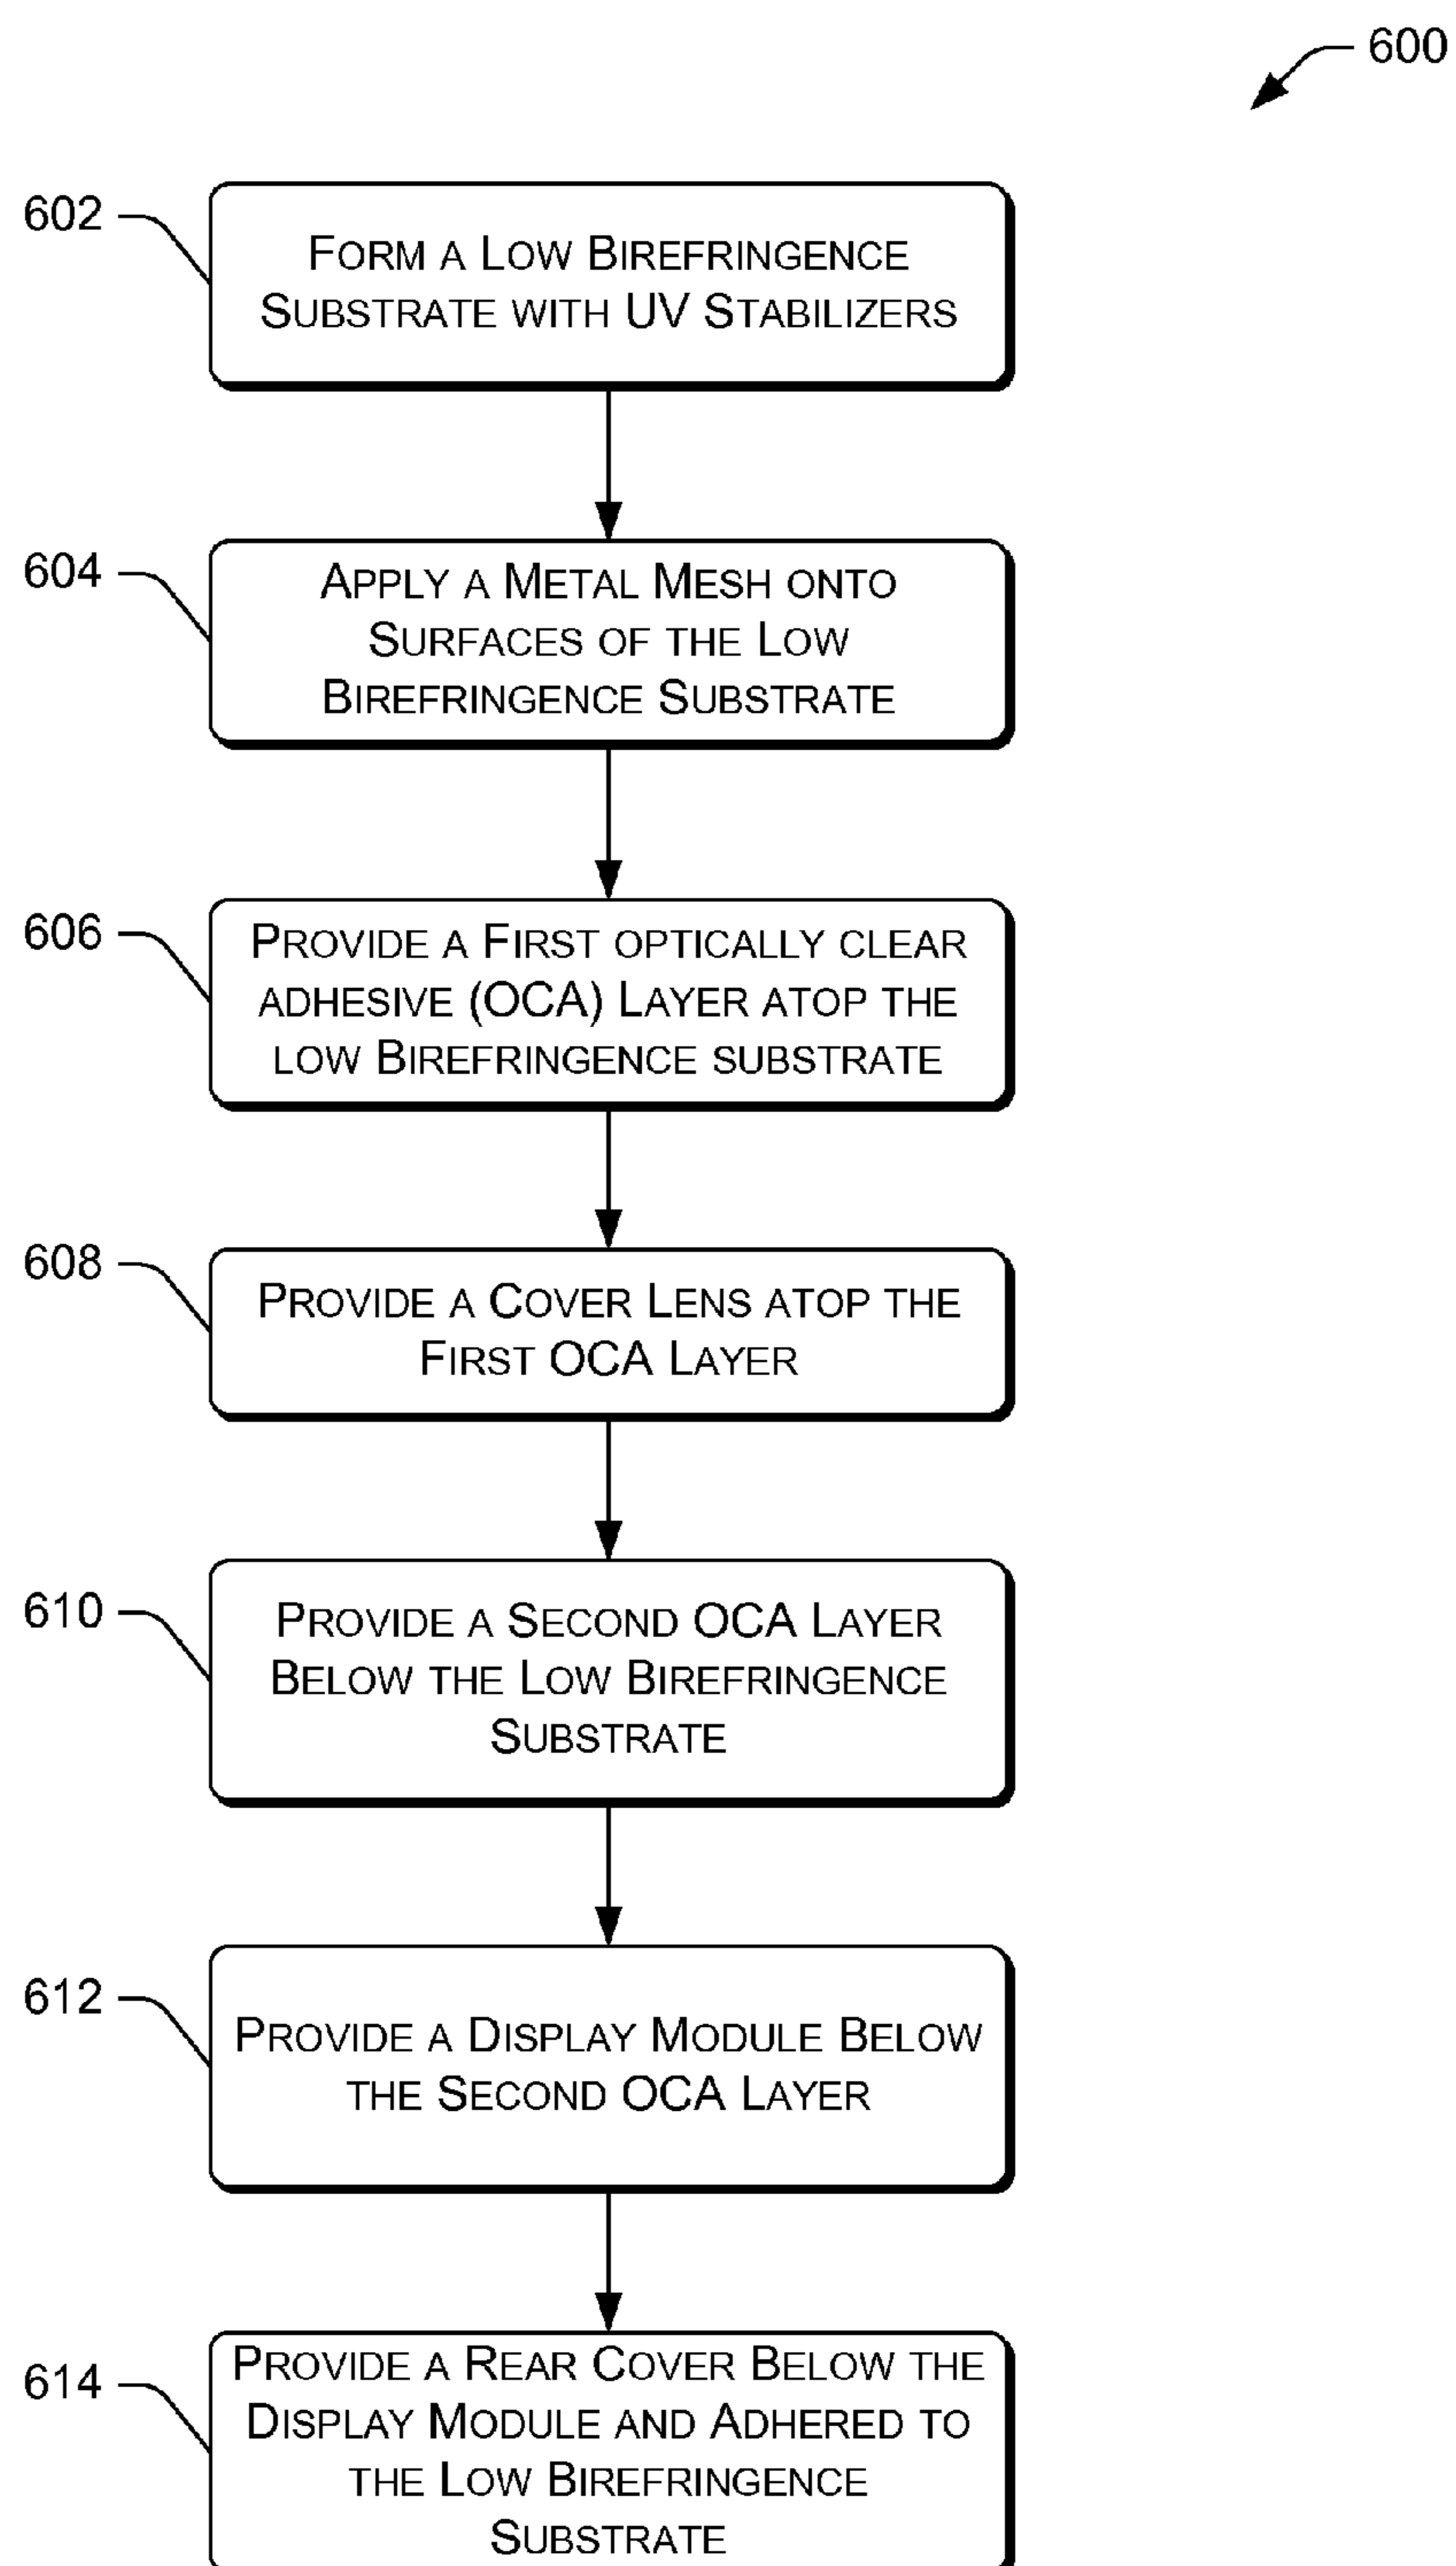 600
602
FORM A LOW BIREFRINGENCE
SUBSTRATE WITH UV STABILIZERS
604
APPLY A METAL MESH ONTO
SURFACES OF THE LOW
BIREFRINGENCE SUBSTRATE
606
PROVIDE A FIRST OPTICALLY CLEAR
ADHESIVE (OCA) LAYER ATOP THE
LOW BIREFRINGENCE SUBSTRATE
608
PROVIDE A COVER LENS ATOP THE
FIRST OCA LAYER
610
PROVIDE A SECOND OCA LAYER
BELOW THE LOW BIREFRINGENCE
SUBSTRATE
612
PROVIDE A DISPLAY MODULE BELOW
THE SECOND OCA LAYER
614
PROVIDE A REAR COVER BELOW THE
DISPLAY MODULE AND ADHERED TO
THE LOW BIREFRINGENCE
SUBSTRATE